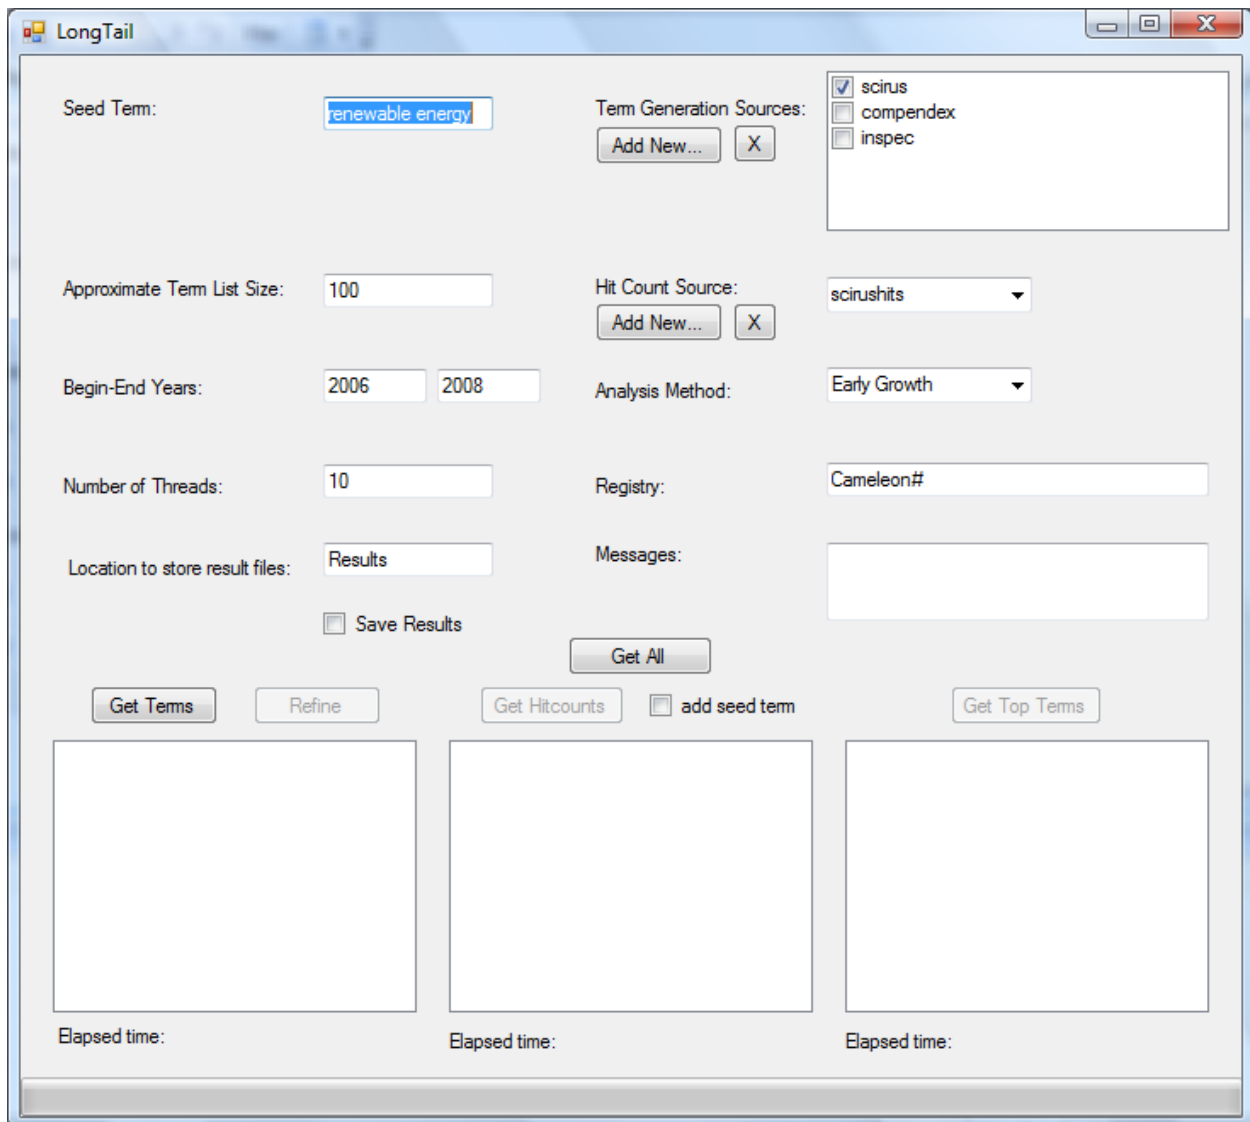 LongTail
Seed Term:
renewable energy
Term Generation Sources:
Add New...
X
scirus
compendex
inspec
Approximate Term List Size:
100
Hit Count Source:
Add New...
X
scirushits
Begin-End Years:
2006
2008
Analysis Method:
Early Growth
Number of Threads:
10
Registry:
Cameleon#
Location to store result files:
Results
Messages:
Save Results
Get All
Get Terms
Refine
Get Hitcounts
add seed term
Get Top Terms
Elapsed time:
Elapsed time:
Elapsed time: